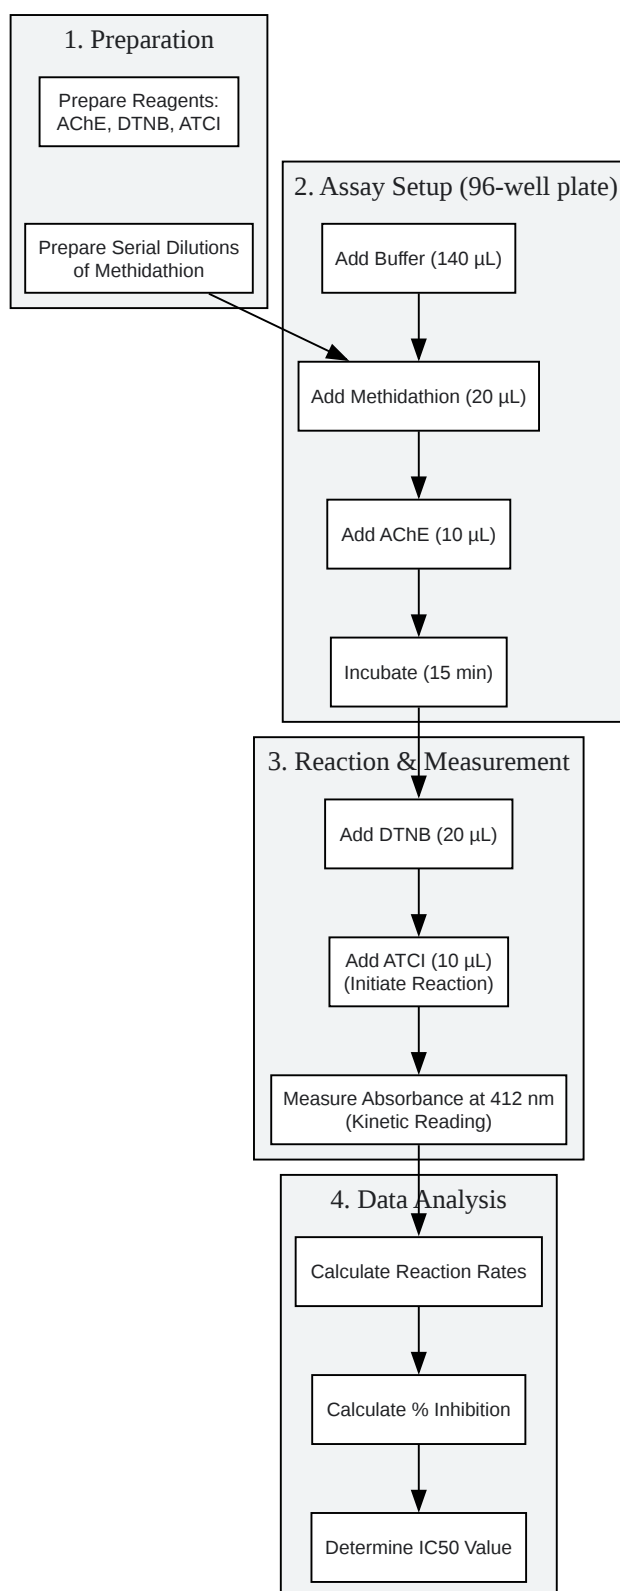 1. Preparation
Prepare Reagents:
AChE, DTNB, ATCI
Prepare Serial Dilutions
of Methidathion
2. Assay Setup (96-well plate)
Add Buffer (140 µL)
Add Methidathion (20 µL)
Add AChE (10 µL)
Incubate (15 min)
3. Reaction & Measurement
Add DTNB (20 µL)
Add ATCI (10 µL)
(Initiate Reaction)
Measure Absorbance at 412 nm
(Kinetic Reading)
4. Data Analysis
Calculate Reaction Rates
Calculate % Inhibition
Determine IC50 Value